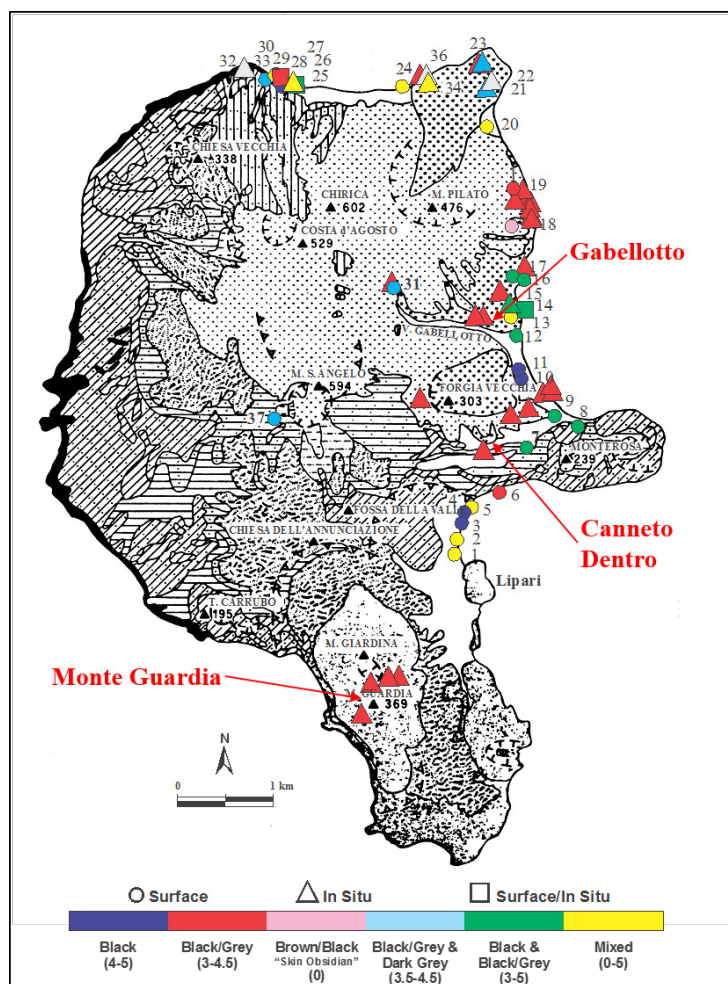 23
30
27
32
33
29
28
26
36
22
25
24
34
21
20
CHIESA VECCHIA
338
1
19
CHIRICA
602
M. PILATO
476
18
COSTA d'AGOSTO
529
Gabellotto
17
16
31
15
14
V. GABELLOTTO
13
12
11
M. S. ANGELO
594
FORGIA VECCHIA
303
10
9
8
37
7
MONTEROSA
239
6
FOSSA DELLA VALLE
4
5
CHIESA DELL'ANNUNCIAZIONE
3
2
Canneto
Dentro
1
Lipari
T. CARRUBO
195
M. GIARDINA
Monte Guardia
M. GUARDIA
369
N
0 1 km
Surface In Situ Surface/In Situ
Black Black/Grey Brown/Black Black/Grey & Black & Mixed
(4-5) (3-4.5) "Skin Obsidian" Dark Grey Black/Grey (0-5)
(0) (3.5-4.5) (3-5)